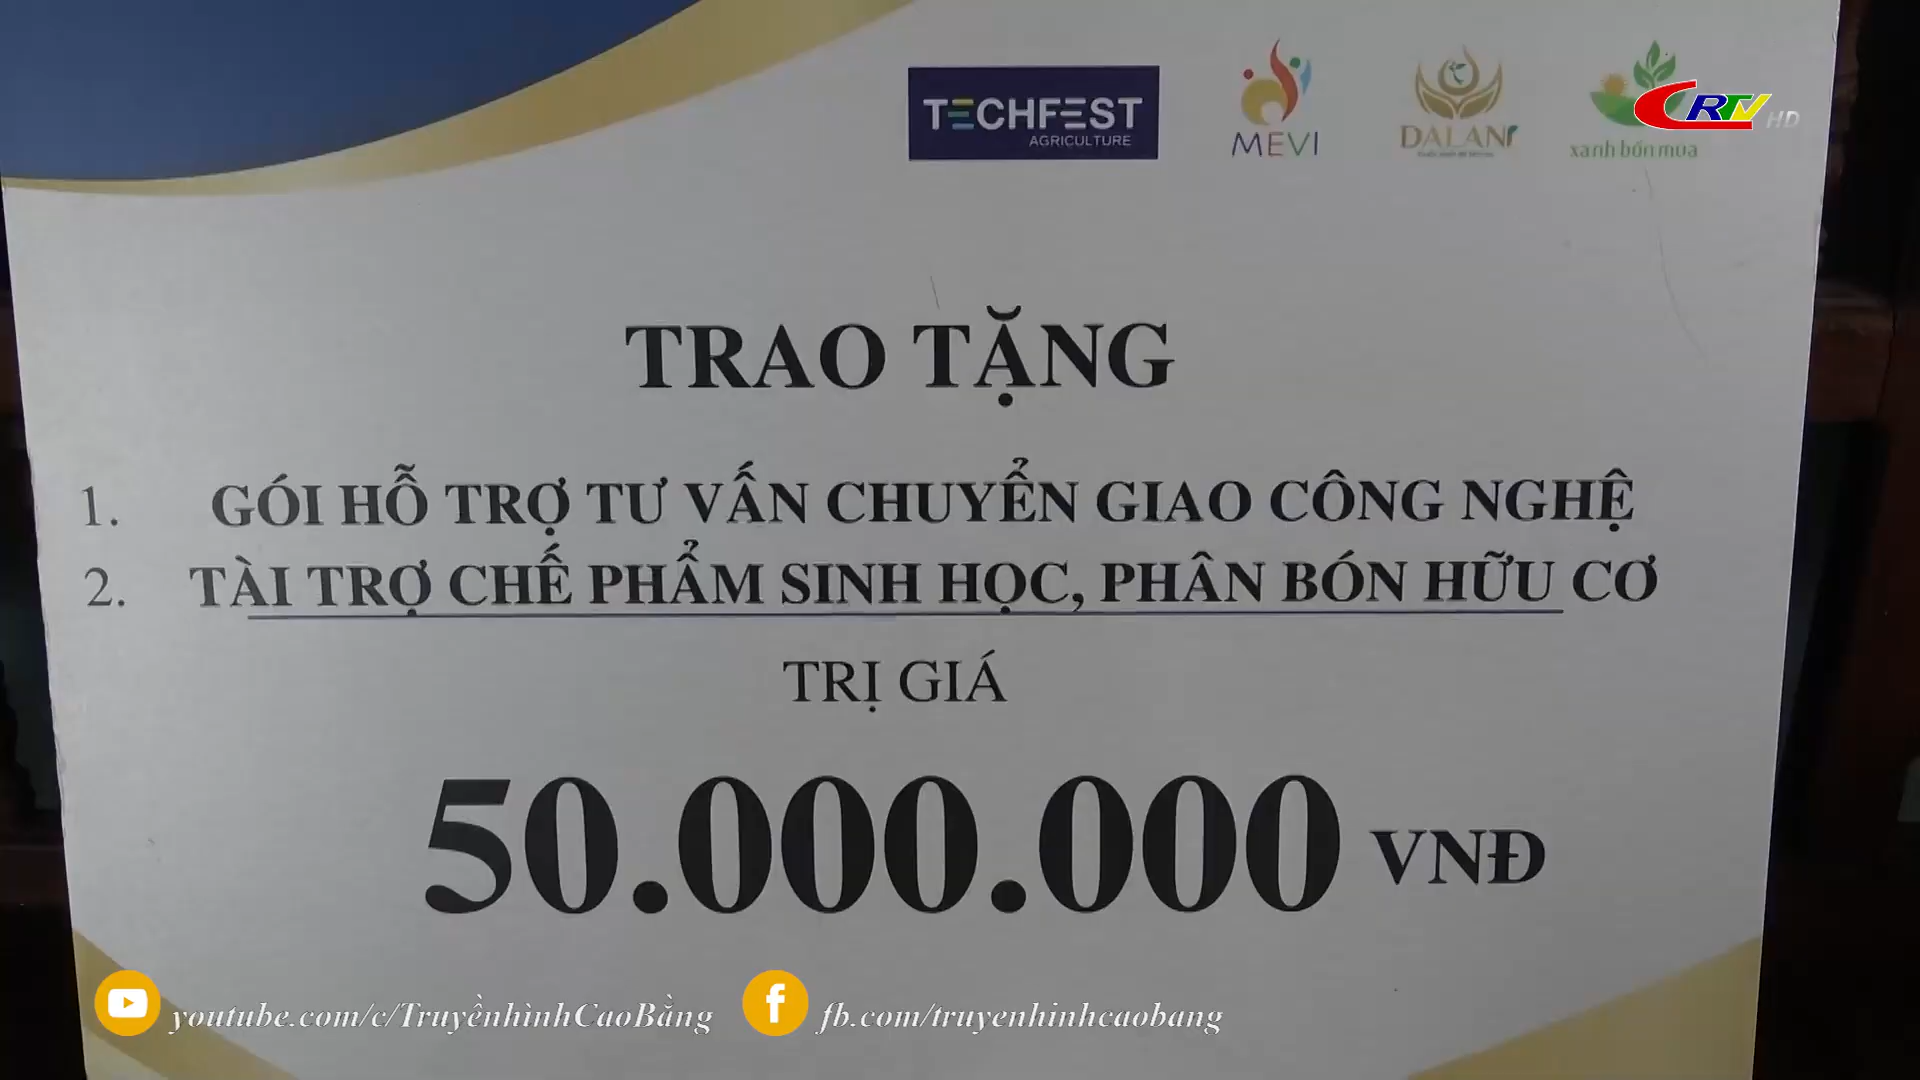 TECHFEST
AGRICULTURE
MEVI
DALANI
xanh bốn mùa
CRTV HD
TRAO TẶNG
1. GÓI HỖ TRỢ TƯ VẤN CHUYỂN GIAO CÔNG NGHỆ
2. TÀI TRỢ CHẾ PHẨM SINH HỌC, PHÂN BÓN HỮU CƠ
TRỊ GIÁ
50.000.000 VNĐ
youtube.com/c/TruyềnhìnhCaoBằng
fb.com/truyenhinhcaobang